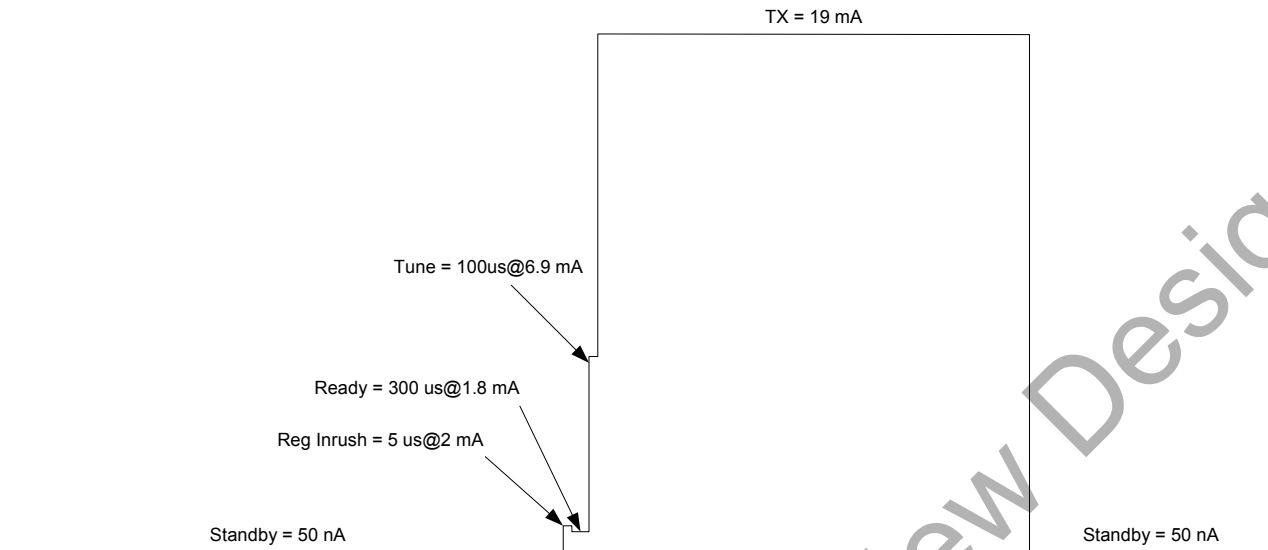 TX = 19 mA
Tune = 100us@6.9 mA
Ready = 300 us@1.8 mA
Reg Inrush = 5 us@2 mA
Standby = 50 nA
Standby = 50 nA